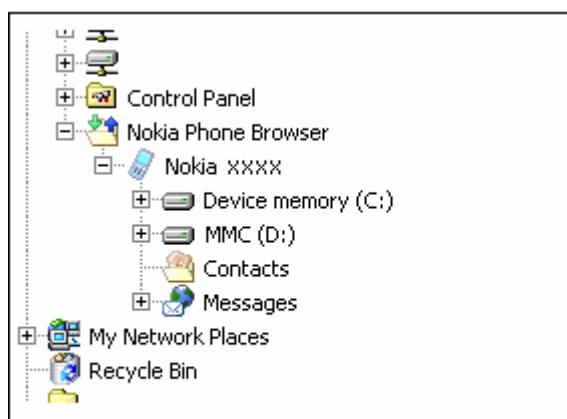 Control Panel
Nokia Phone Browser
Nokia xxxx
Device memory (C:)
MMC (D:)
Contacts
Messages
My Network Places
Recycle Bin